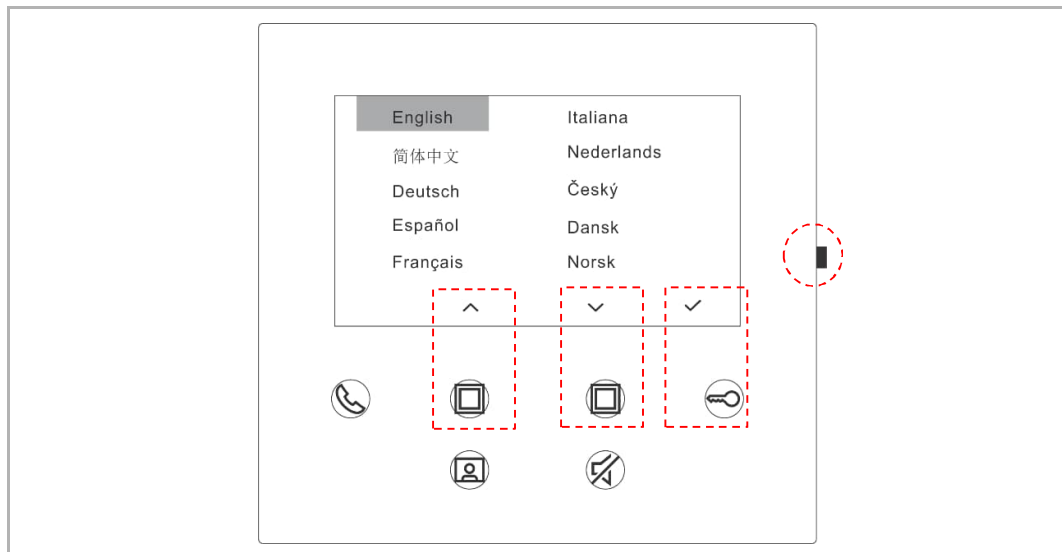 English
简体中文
Deutsch
Español
Français
Italiana
Nederlands
Český
Dansk
Norsk